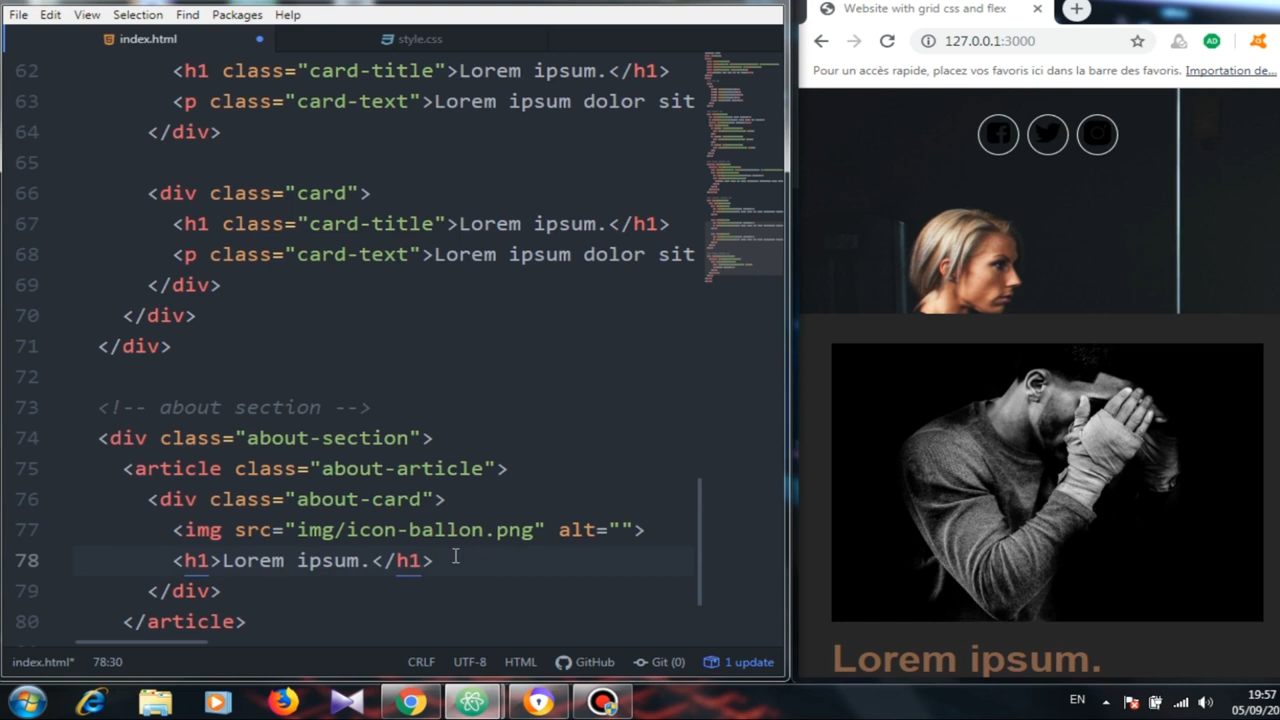 File Edit View Selection Find Packages Help
index.html
style.css
62 <h1 class="card-title">Lorem ipsum.</h1>
63 <p class="card-text">Lorem ipsum dolor sit
64 </div>
65
66 <div class="card">
67 <h1 class="card-title">Lorem ipsum.</h1>
68 <p class="card-text">Lorem ipsum dolor sit
69 </div>
70 </div>
71 </div>
72
73 <!-- about section -->
74 <div class="about-section">
75 <article class="about-article">
76 <div class="about-card">
77 <img src="img/icon-ballon.png" alt="">
78 <h1>Lorem ipsum.</h1>
79 </div>
80 </article>
index.html* 78:30 CRLF UTF-8 HTML GitHub Git (0) 1 update
Website with grid css and flex
127.0.0.1:3000
AD
Pour un accès rapide, placez vos favoris ici dans la barre des favoris. Importation de...
Lorem ipsum.
EN
19:57
05/09/20